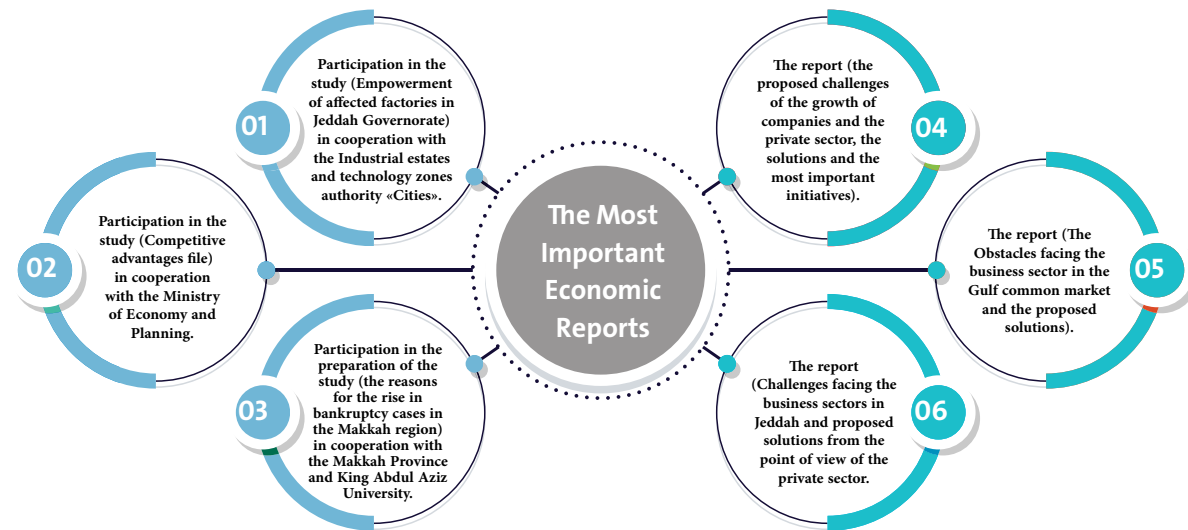 The Most
Important
Economic
Reports
01
Participation in the
study (Empowerment
of affected factories in
Jeddah Governorate)
in cooperation with
the Industrial estates
and technology zones
authority «Cities».
02
Participation in the
study (Competitive
advantages file)
in cooperation
with the Ministry
of Economy and
Planning.
03
Participation in the
preparation of the
study (the reasons
for the rise in
bankruptcy cases in
the Makkah region)
in cooperation with
the Makkah Province
and King Abdul Aziz
University.
04
The report (the
proposed challenges
of the growth of
companies and the
private sector, the
solutions and the
most important
initiatives).
05
The report (The
Obstacles facing the
business sector in the
Gulf common market
and the proposed
solutions).
06
The report
(Challenges facing the
business sectors in
Jeddah and proposed
solutions from the
point of view of the
private sector.